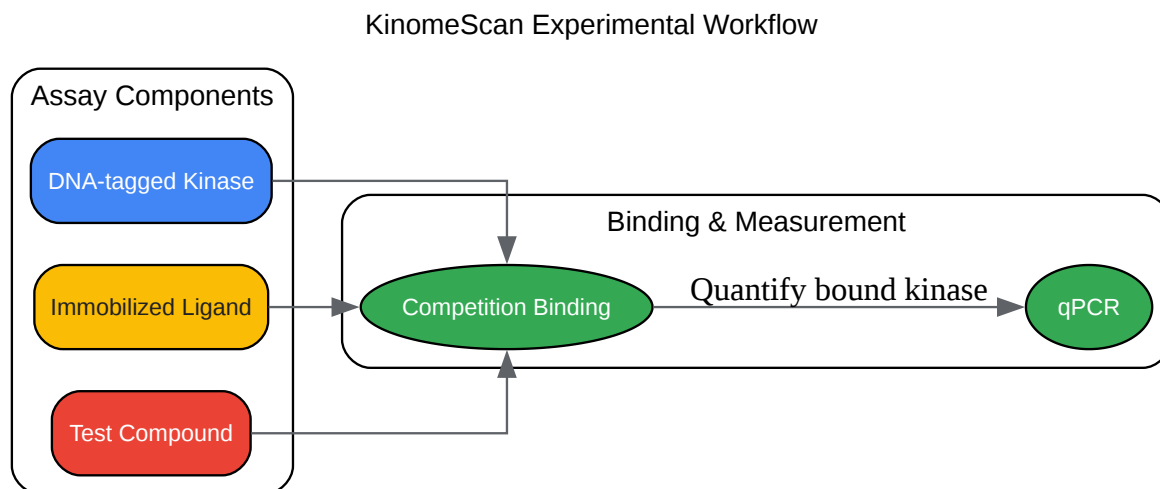 KinomeScan Experimental Workflow
Assay Components
DNA-tagged Kinase
Immobilized Ligand
Test Compound
Binding & Measurement
Competition Binding
Quantify bound kinase
qPCR